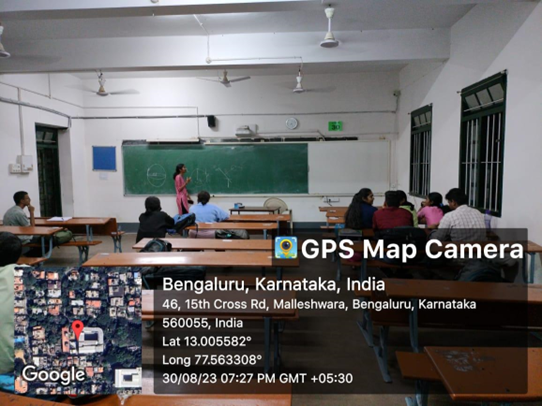 GPS Map Camera
Bengaluru, Karnataka, India
46, 15th Cross Rd, Malleshwara, Bengaluru, Karnataka
560055, India
Lat 13.005582°
Long 77.563308°
30/08/23 07:27 PM GMT +05:30
Google